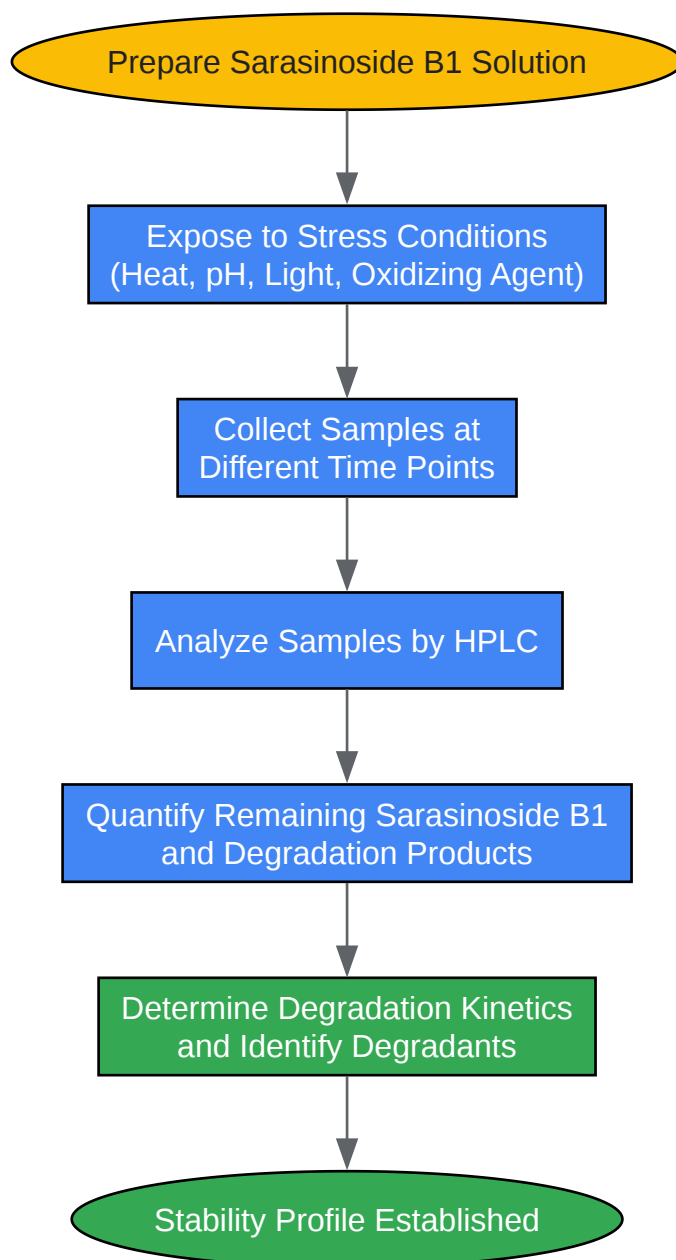 Prepare Sarasinoside B1 Solution
Expose to Stress Conditions
(Heat, pH, Light, Oxidizing Agent)
Collect Samples at
Different Time Points
Analyze Samples by HPLC
Quantify Remaining Sarasinoside B1
and Degradation Products
Determine Degradation Kinetics
and Identify Degradants
Stability Profile Established